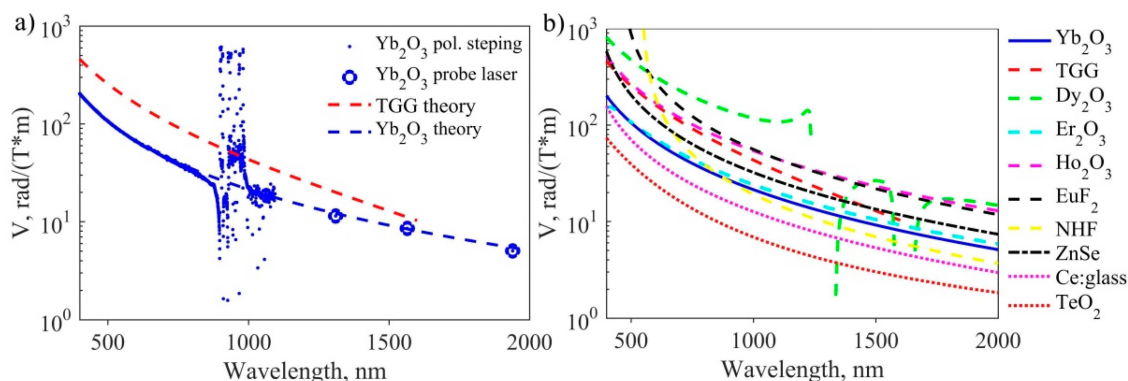 a)
10³
10²
10¹
10⁰
V, rad/(T*m)
Yb₂O₃ pol. steping
Yb₂O₃ probe laser
TGG theory
Yb₂O₃ theory
500
1000
1500
2000
Wavelength, nm
b)
10³
10²
10¹
10⁰
V, rad/(T*m)
500
1000
1500
2000
Wavelength, nm
Yb₂O₃
TGG
Dy₂O₃
Er₂O₃
Ho₂O₃
EuF₂
NHF
ZnSe
Ce:glass
TeO₂